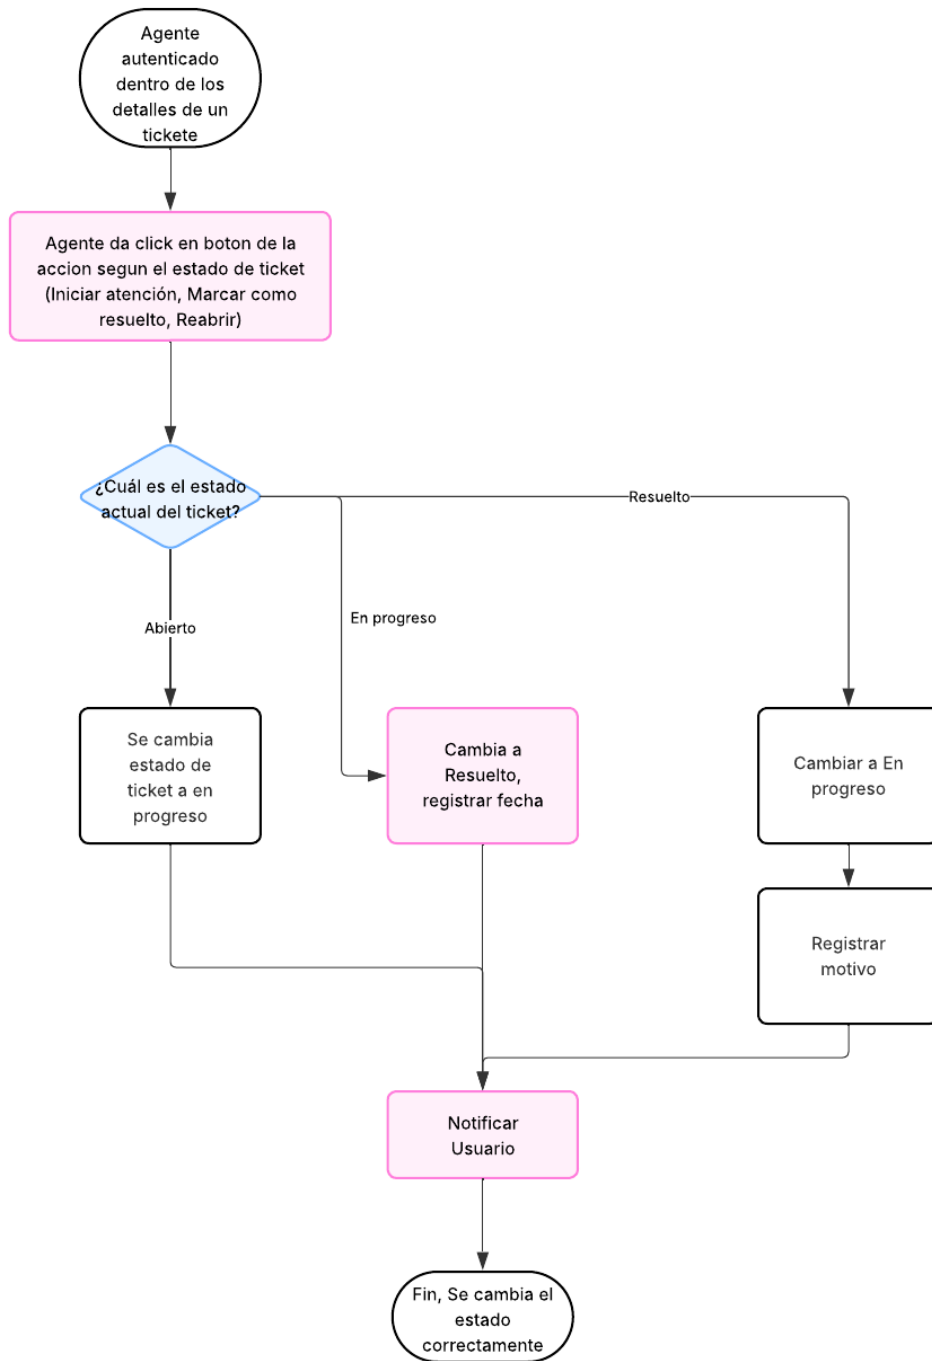 Agente
autenticado
dentro de los
detalles de un
tickete
Agente da click en boton de la
accion segun el estado de ticket
(Iniciar atención, Marcar como
resuelto, Reabrir)
¿Cuál es el estado
actual del ticket?
Resuelto
En progreso
Abierto
Se cambia
estado de
ticket a en
progreso
Cambia a
Resuelto,
registrar fecha
Cambiar a En
progreso
Registrar
motivo
Notificar
Usuario
Fin, Se cambia el
estado
correctamente